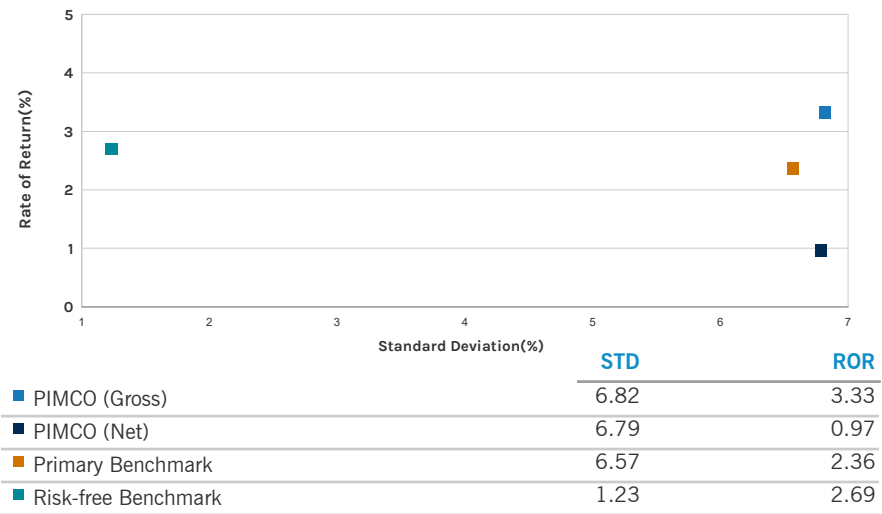 5
4
3
2
1
0
Rate of Return(%)
1 2 3 4 5 6 7
Standard Deviation(%)
STD ROR
PIMCO (Gross) 6.82 3.33
PIMCO (Net) 6.79 0.97
Primary Benchmark 6.57 2.36
Risk-free Benchmark 1.23 2.69